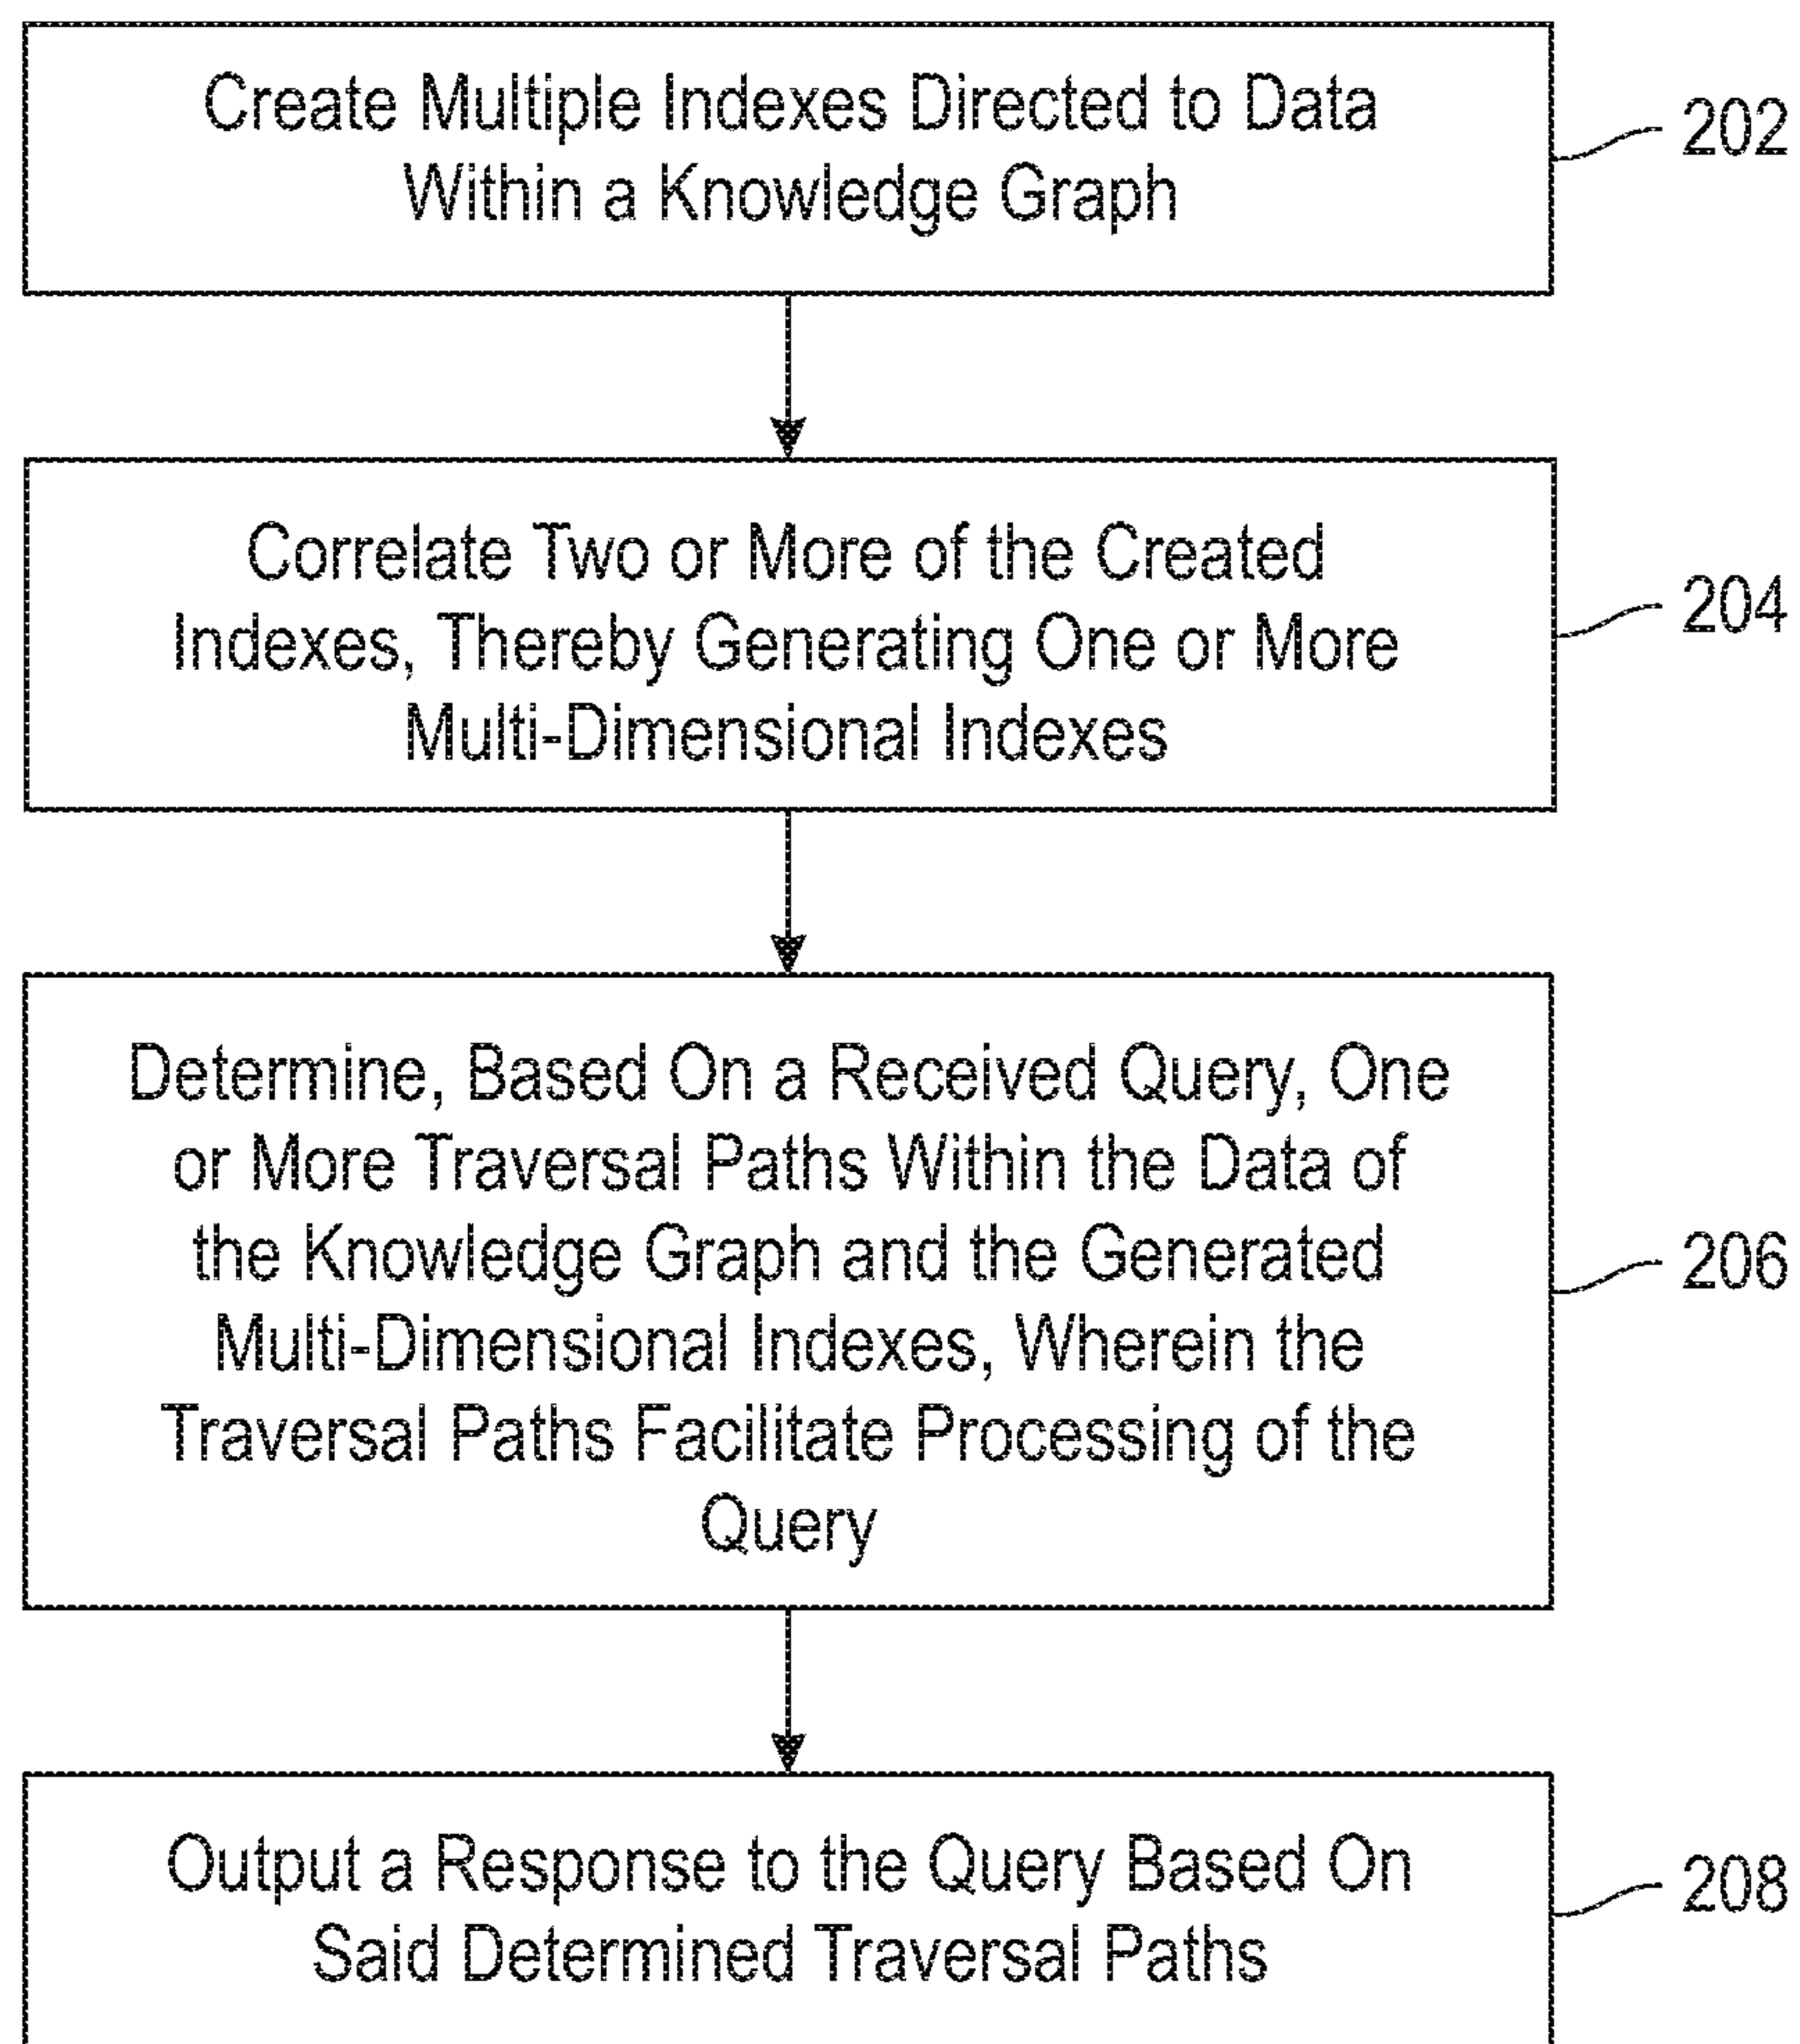 Create Multiple Indexes Directed to Data
Within a Knowledge Graph
202
Correlate Two or More of the Created
Indexes, Thereby Generating One or More
Multi-Dimensional Indexes
204
Determine, Based On a Received Query, One
or More Traversal Paths Within the Data of
the Knowledge Graph and the Generated
Multi-Dimensional Indexes, Wherein the
Traversal Paths Facilitate Processing of the
Query
206
Output a Response to the Query Based On
Said Determined Traversal Paths
208